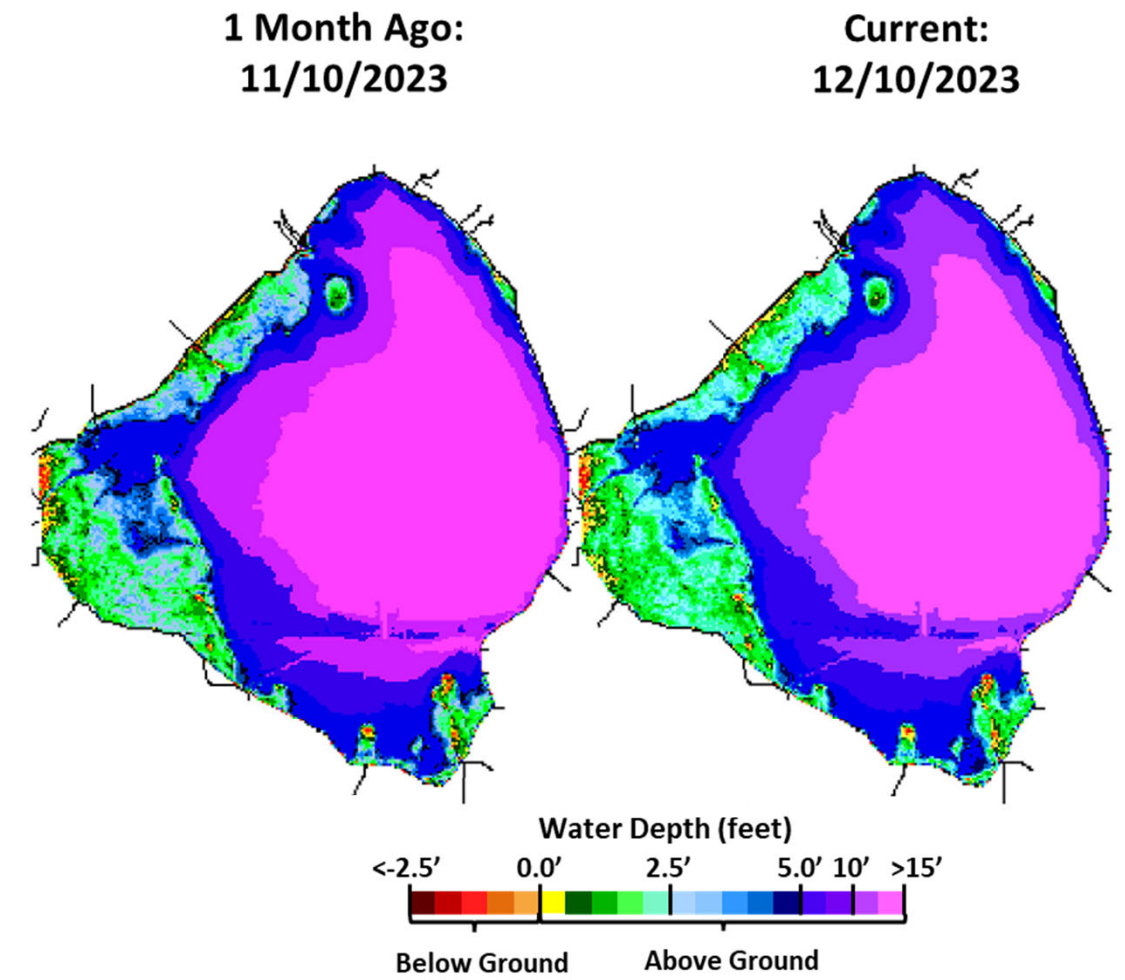 1 Month Ago:
11/10/2023
Current:
12/10/2023
Water Depth (feet)
<-2.5’ 0.0’ 2.5’ 5.0’ 10’ >15’
Below Ground
Above Ground